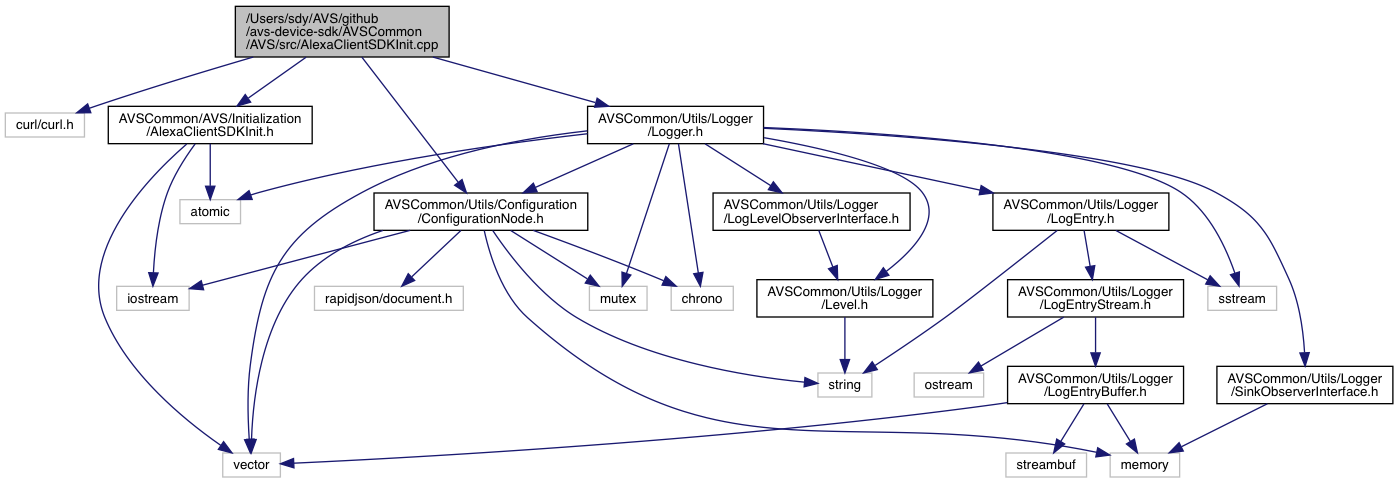 /Users/sdy/AVS/github
/avs-device-sdk/AVSCommon
/AVS/src/AlexaClientSDKInit.cpp
curl/curl.h
AVSCommon/AVS/Initialization
/AlexaClientSDKInit.h
AVSCommon/Utils/Logger
/Logger.h
atomic
AVSCommon/Utils/Configuration
/ConfigurationNode.h
AVSCommon/Utils/Logger
/LogLevelObserverInterface.h
AVSCommon/Utils/Logger
/LogEntry.h
iostream
rapidjson/document.h
mutex
chrono
AVSCommon/Utils/Logger
/Level.h
AVSCommon/Utils/Logger
/LogEntryStream.h
sstream
string
ostream
AVSCommon/Utils/Logger
/LogEntryBuffer.h
AVSCommon/Utils/Logger
/SinkObserverInterface.h
vector
streambuf
memory